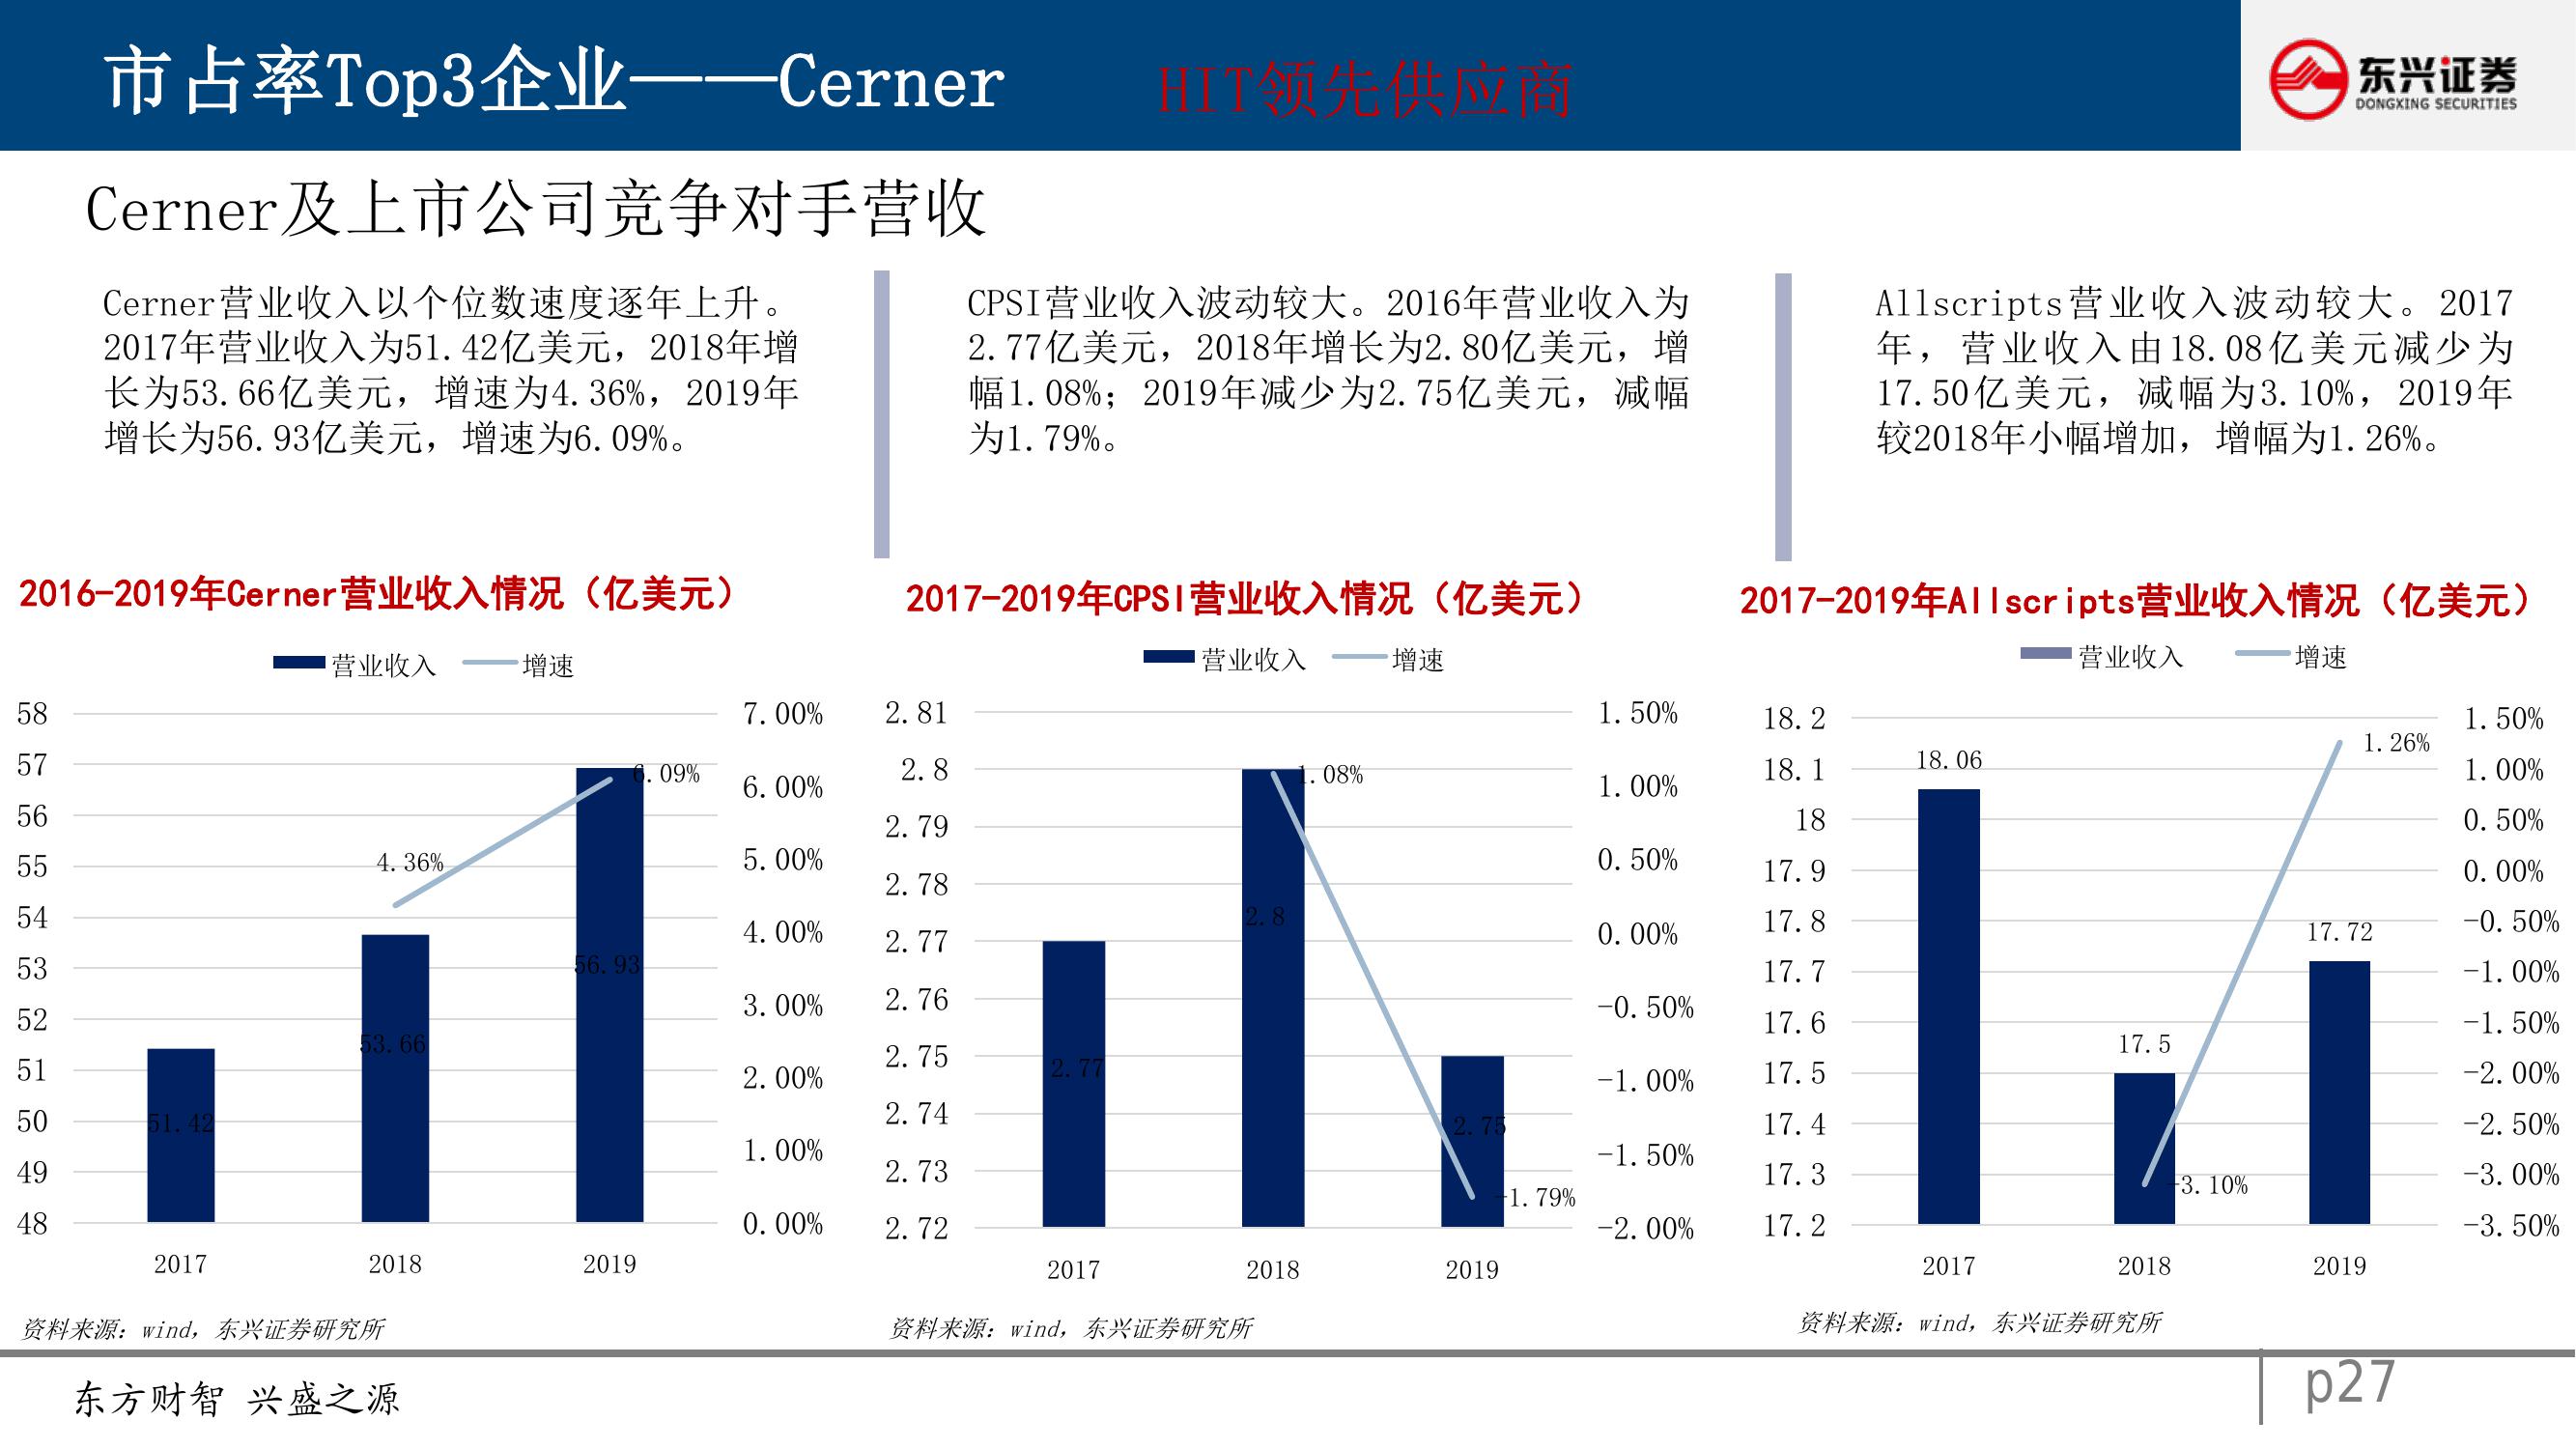 市占率Top3企业——Cerner
HIT领先供应商
东兴证券
DONGXING SECURITIES
Cerner及上市公司竞争对手营收
Cerner营业收入以个位数速度逐年上升。
2017年营业收入为51.42亿美元，2018年增
长为53.66亿美元，增速为4.36%，2019年
增长为56.93亿美元，增速为6.09%。
CPSI营业收入波动较大。2016年营业收入为
2.77亿美元，2018年增长为2.80亿美元，增
幅1.08%；2019年减少为2.75亿美元，减幅
为1.79%。
Allscripts营业收入波动较大。2017
年，营业收入由18.08亿美元减少为
17.50亿美元，减幅为3.10%，2019年
较2018年小幅增加，增幅为1.26%。
2016-2019年Cerner营业收入情况（亿美元）
营业收入 增速
58
57
56
55
54
53
52
51
50
49
48
7.00%
6.00%
5.00%
4.00%
3.00%
2.00%
1.00%
0.00%
51.42
53.66
56.93
4.36%
6.09%
2017 2018 2019
资料来源：wind，东兴证券研究所
2017-2019年CPSI营业收入情况（亿美元）
营业收入 增速
2.81
2.8
2.79
2.78
2.77
2.76
2.75
2.74
2.73
2.72
1.50%
1.00%
0.50%
0.00%
-0.50%
-1.00%
-1.50%
-2.00%
2.77
2.8
2.75
1.08%
-1.79%
2017 2018 2019
资料来源：wind，东兴证券研究所
2017-2019年Allscripts营业收入情况（亿美元）
营业收入 增速
18.2
18.1
18
17.9
17.8
17.7
17.6
17.5
17.4
17.3
17.2
1.50%
1.00%
0.50%
0.00%
-0.50%
-1.00%
-1.50%
-2.00%
-2.50%
-3.00%
-3.50%
18.06
17.5
17.72
-3.10%
1.26%
2017 2018 2019
资料来源：wind，东兴证券研究所
东方财智 兴盛之源
p27